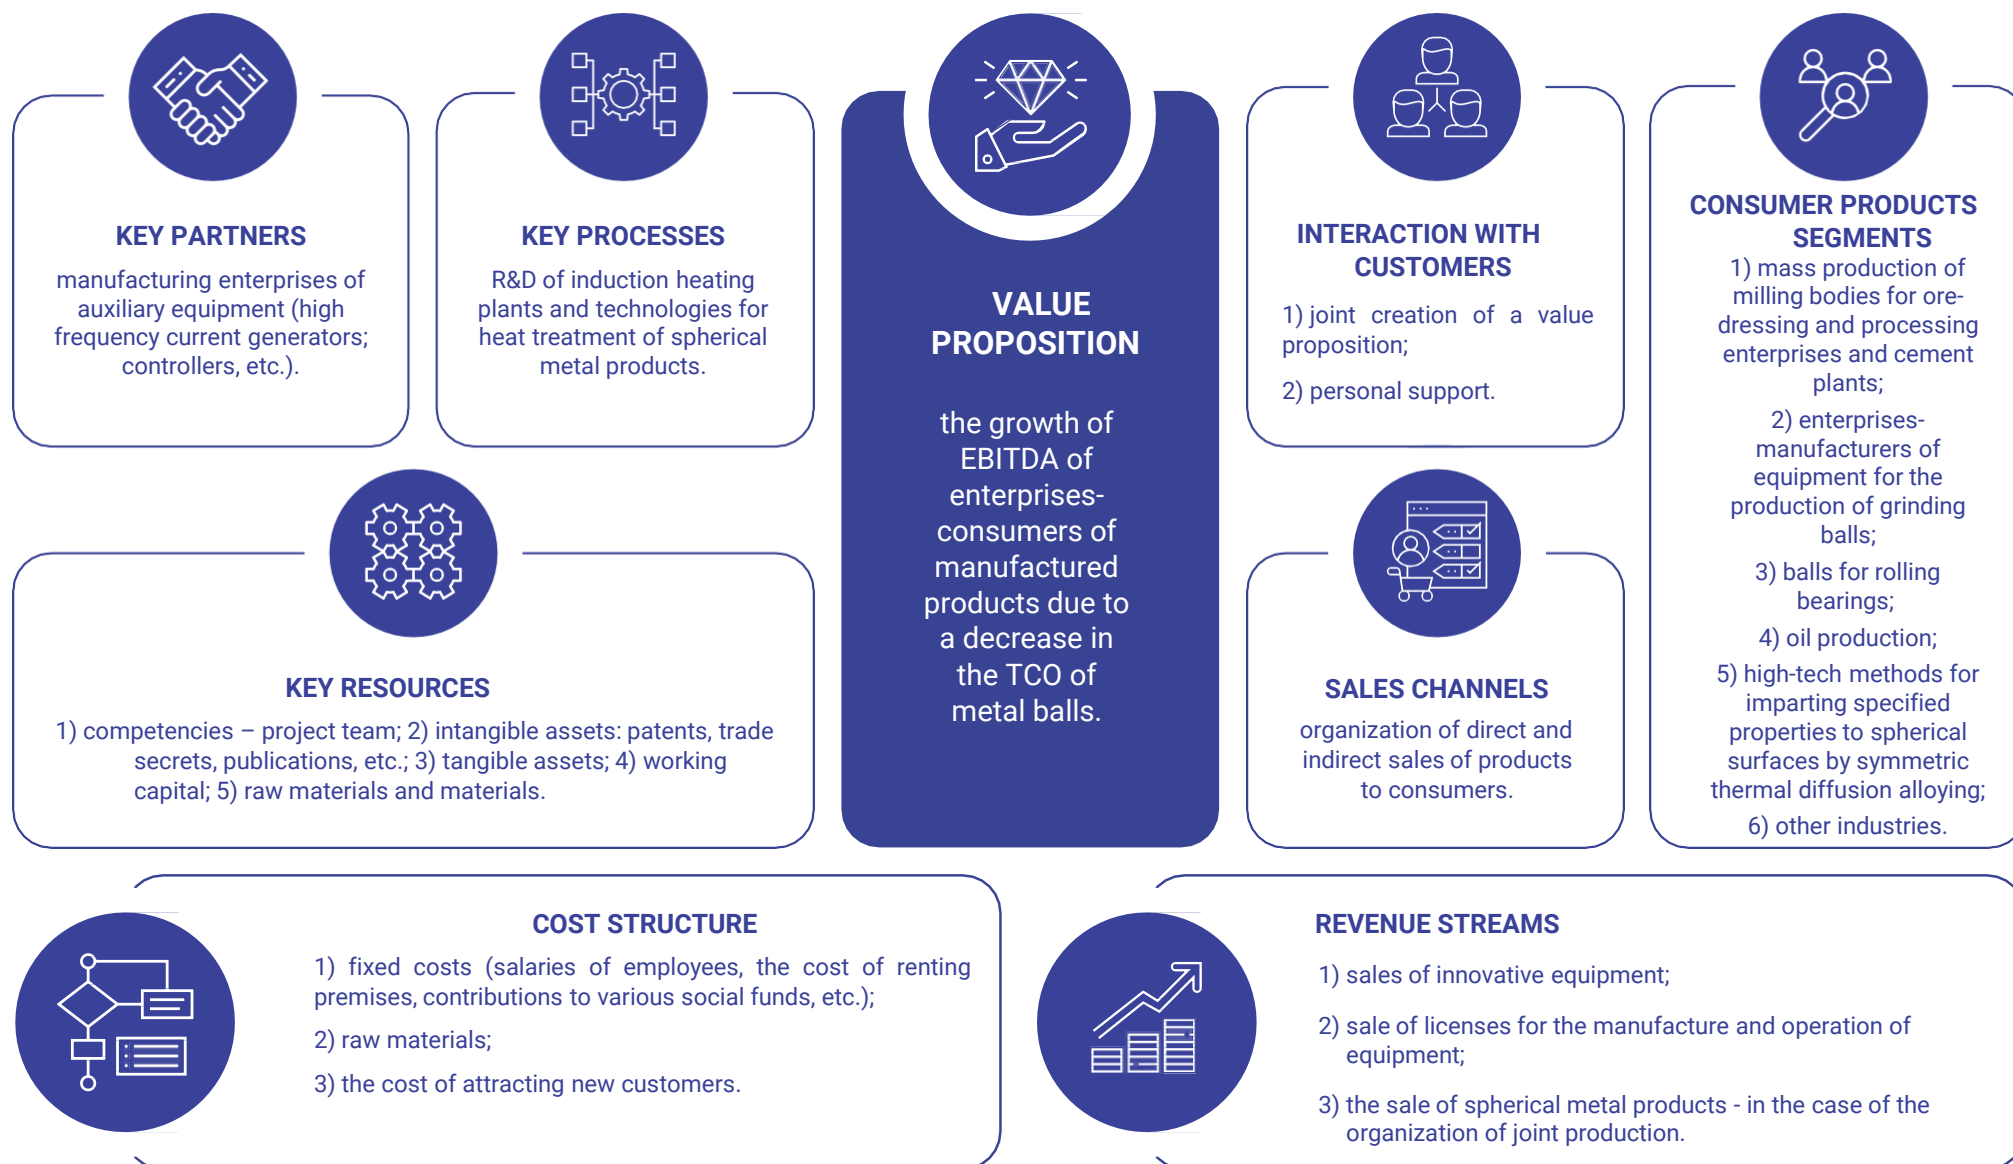 KEY PARTNERS
manufacturing enterprises of
auxiliary equipment (high
frequency current generators;
controllers, etc.).
KEY PROCESSES
R&D of induction heating
plants and technologies for
heat treatment of spherical
metal products.
KEY RESOURCES
1) competencies – project team; 2) intangible assets: patents, trade
secrets, publications, etc.; 3) tangible assets; 4) working
capital; 5) raw materials and materials.
VALUE
PROPOSITION
the growth of
EBITDA of
enterprises-
consumers of
manufactured
products due to
a decrease in
the TCO of
metal balls.
INTERACTION WITH
CUSTOMERS
1) joint creation of a value
proposition;
2) personal support.
SALES CHANNELS
organization of direct and
indirect sales of products
to consumers.
CONSUMER PRODUCTS
SEGMENTS
1) mass production of
milling bodies for ore-
dressing and processing
enterprises and cement
plants;
2) enterprises-
manufacturers of
equipment for the
production of grinding
balls;
3) balls for rolling
bearings;
4) oil production;
5) high-tech methods for
imparting specified
properties to spherical
surfaces by symmetric
thermal diffusion alloying;
6) other industries.
COST STRUCTURE
1) fixed costs (salaries of employees, the cost of renting
premises, contributions to various social funds, etc.);
2) raw materials;
3) the cost of attracting new customers.
REVENUE STREAMS
1) sales of innovative equipment;
2) sale of licenses for the manufacture and operation of
equipment;
3) the sale of spherical metal products - in the case of the
organization of joint production.